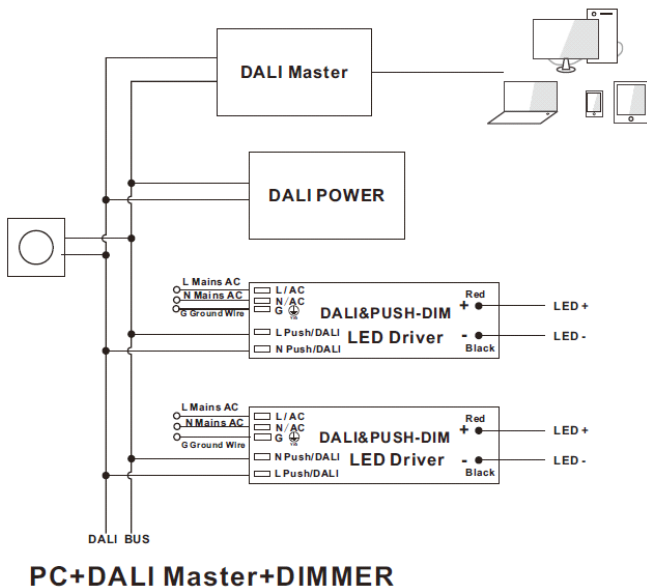 DALI Master
DALI POWER
L Mains AC
N Mains AC
G Ground Wire
L/AC
N/AC
G
DALI&PUSH-DIM
LED Driver
L Push/DALI
N Push/DALI
Red
+
-
Black
LED +
LED -
L Mains AC
N Mains AC
G Ground Wire
L/AC
N/AC
G
DALI&PUSH-DIM
LED Driver
N Push/DALI
L Push/DALI
Red
+
-
Black
LED +
LED -
DALI BUS
PC+DALI Master+DIMMER